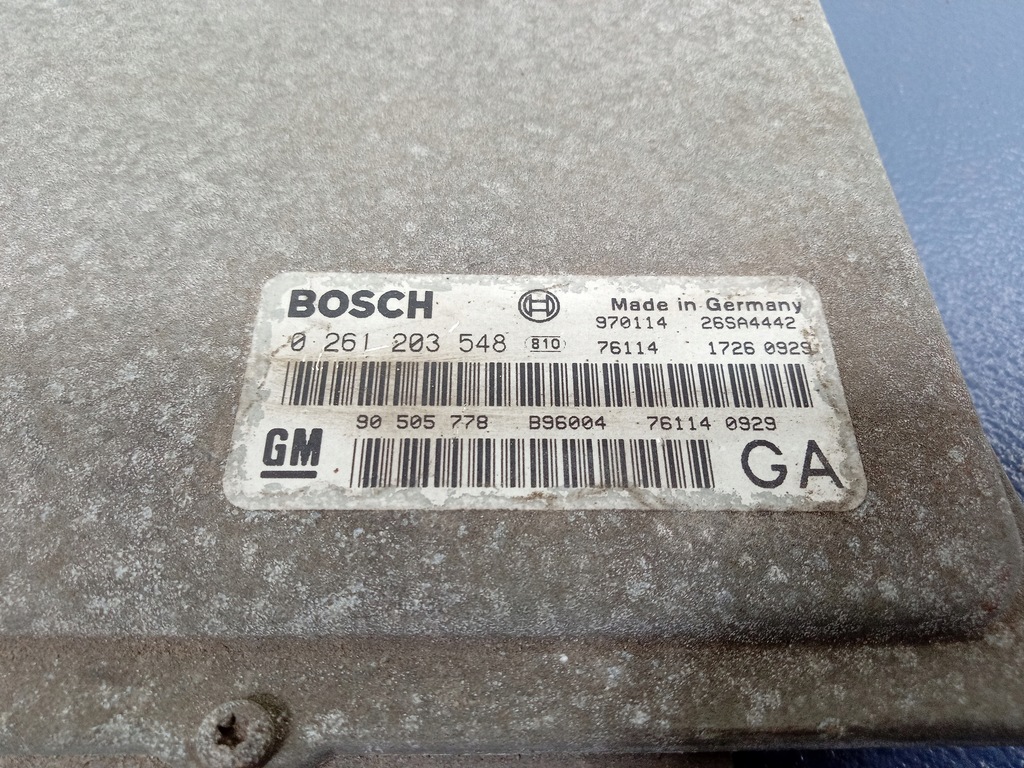 BOSCH Made in Germany
970114 26SA4442
0 261 203 548 810 76114 1726 0929
90 505 778 B96004 76114 0929
GM GA